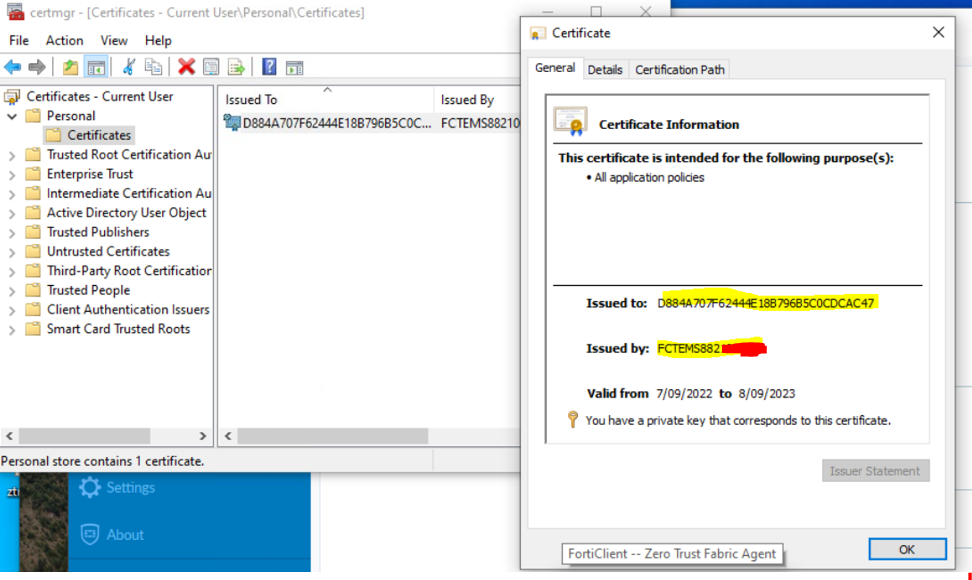 certmgr - [Certificates - Current User\Personal\Certificates]
File Action View Help
Certificates - Current User
Personal
Certificates
Trusted Root Certification Au
Enterprise Trust
Intermediate Certification Au
Active Directory User Object
Trusted Publishers
Untrusted Certificates
Third-Party Root Certification
Trusted People
Client Authentication Issuers
Smart Card Trusted Roots
Issued To Issued By
D884A707F62444E18B796B5C0C... FCTEMS88210
Personal store contains 1 certificate.
Settings
About
Certificate
General Details Certification Path
Certificate Information
This certificate is intended for the following purpose(s):
• All application policies
Issued to: D884A707F62444E18B796B5C0CDCAC47
Issued by: FCTEMS882
Valid from 7/09/2022 to 8/09/2023
You have a private key that corresponds to this certificate.
Issuer Statement
OK
FortiClient -- Zero Trust Fabric Agent